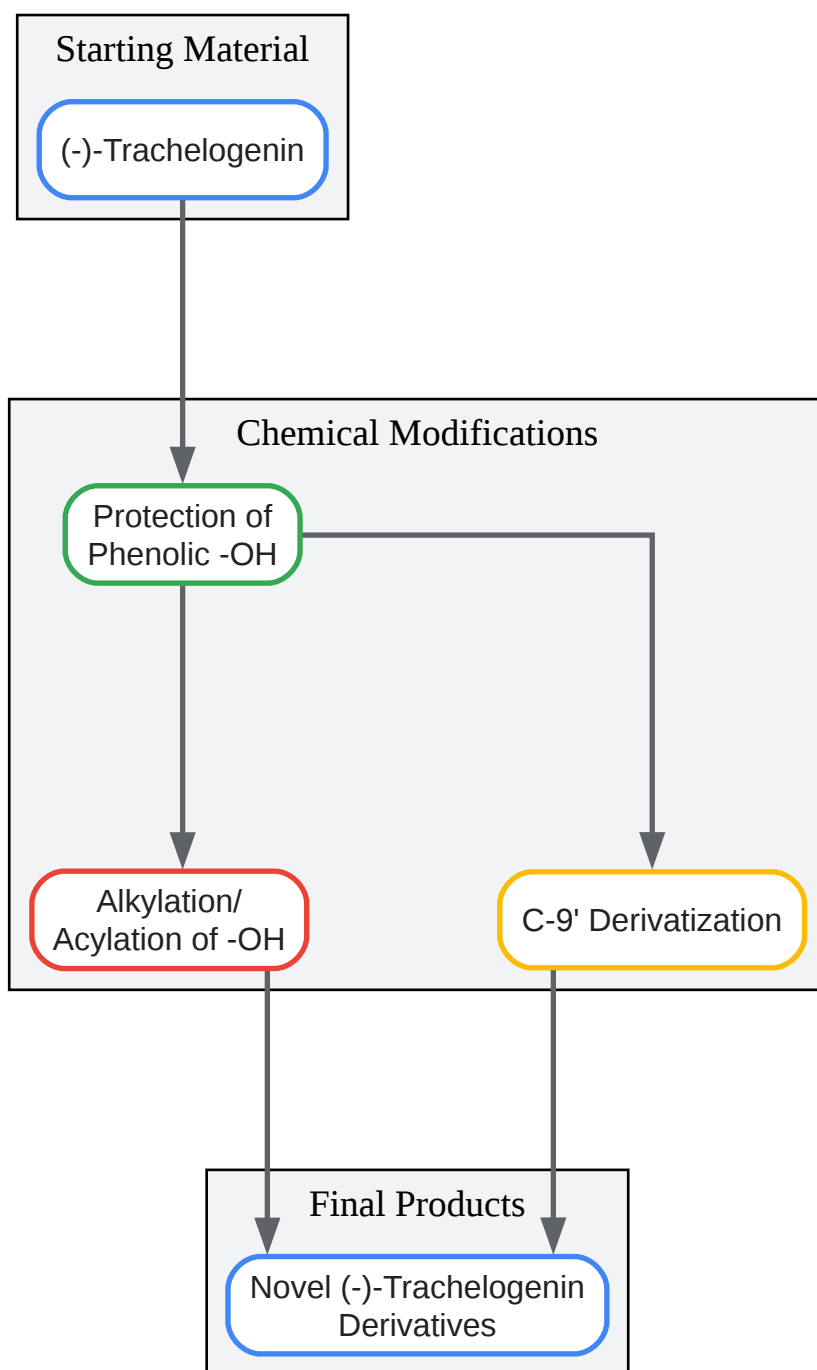 Starting Material
(-)-Trachelogenin
Chemical Modifications
Protection of
Phenolic -OH
Alkylation/
Acylation of -OH
C-9' Derivatization
Final Products
Novel (-)-Trachelogenin
Derivatives